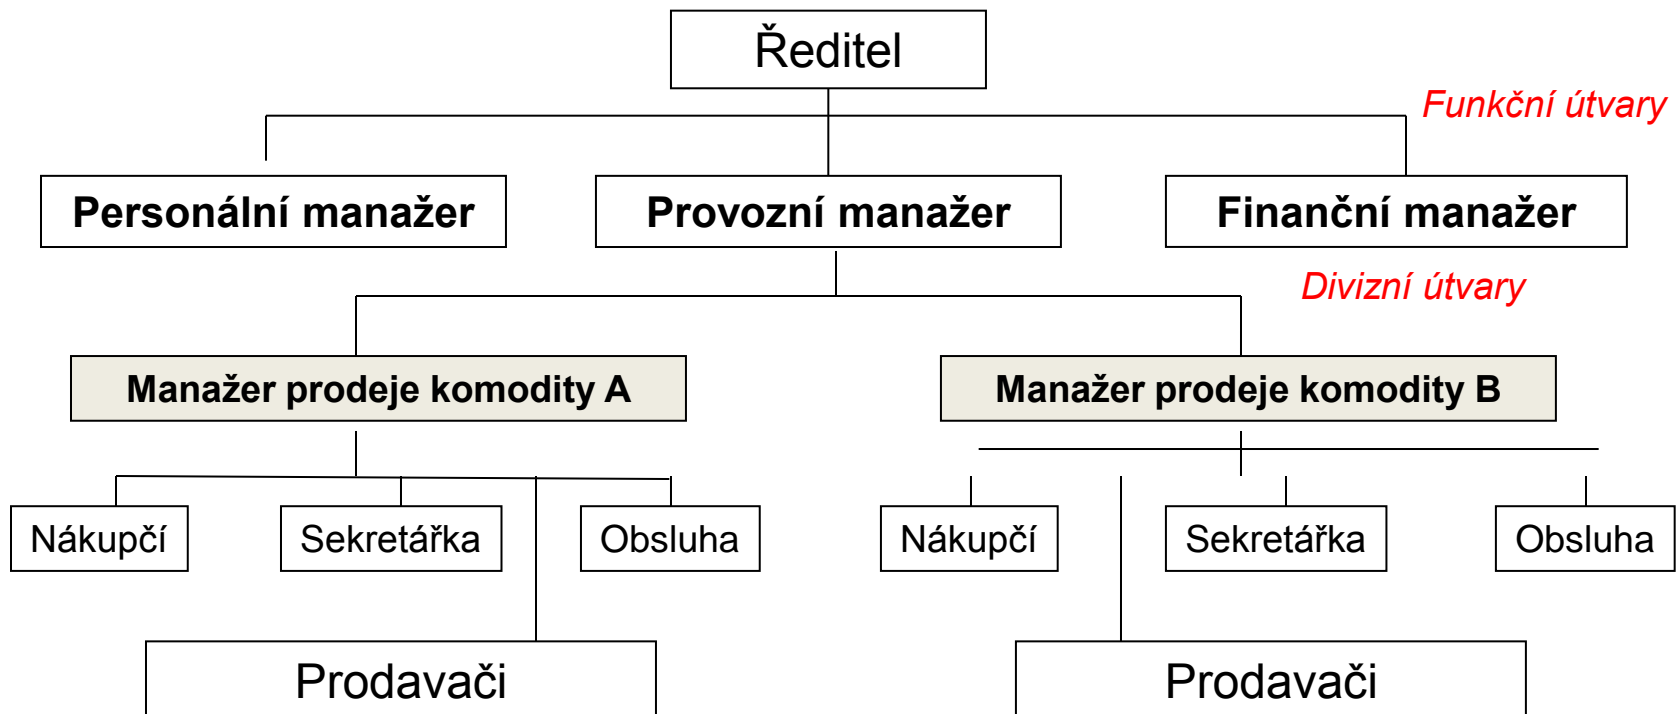 Ředitel
Funkční útvary
Personální manažer
Provozní manažer
Finanční manažer
Divizní útvary
Manažer prodeje komodity A
Manažer prodeje komodity B
Nákupčí
Sekretářka
Obsluha
Nákupčí
Sekretářka
Obsluha
Prodavači
Prodavači